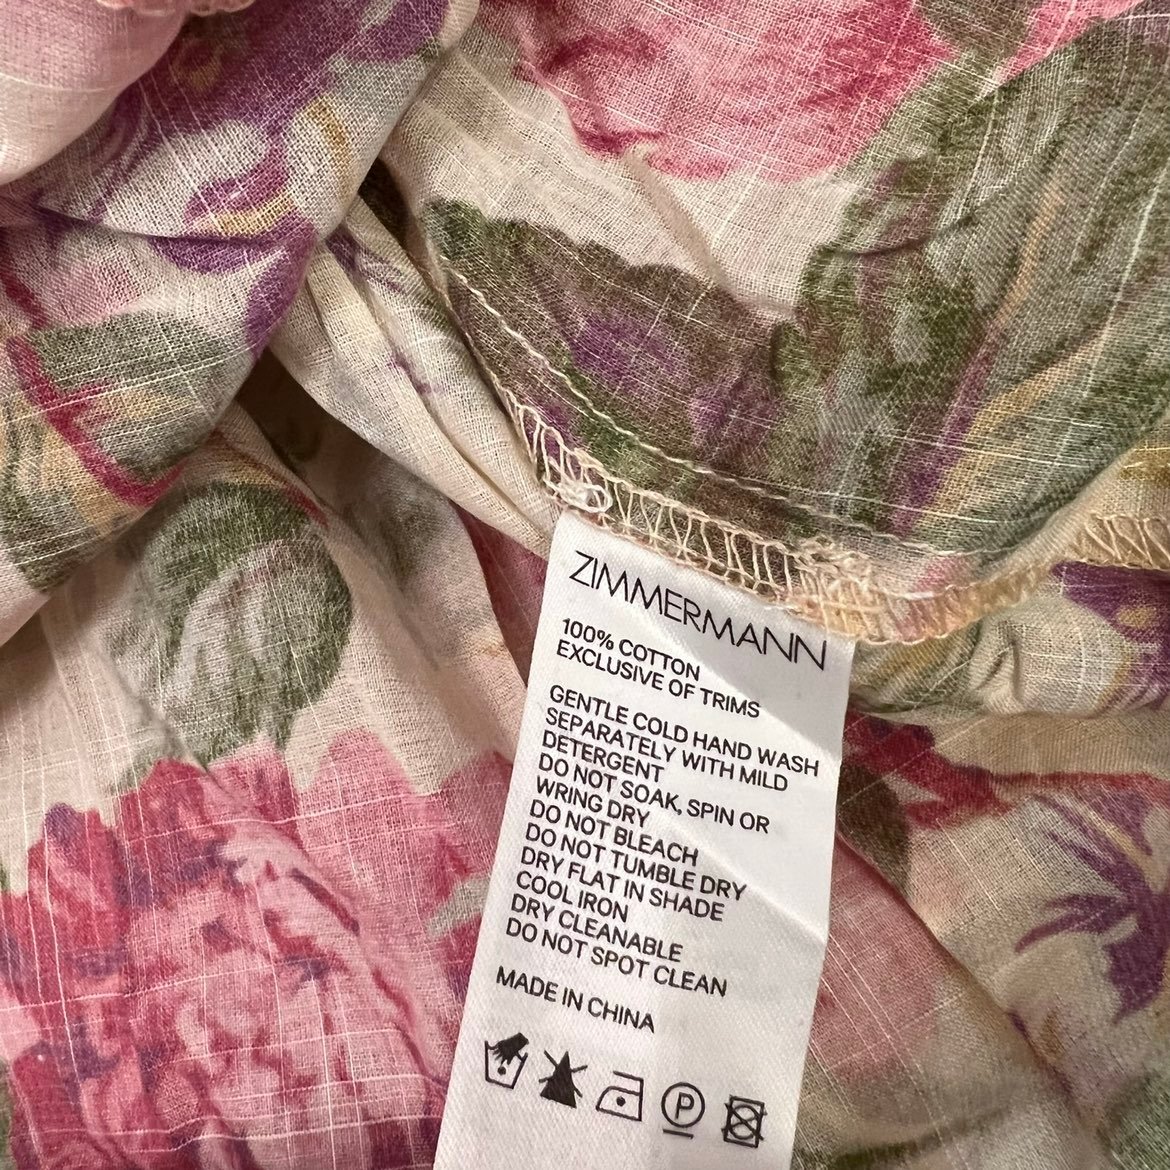 ZIMMERMANN
100% COTTON
EXCLUSIVE OF TRIMS
GENTLE COLD HAND WASH
SEPARATELY WITH MILD
DETERGENT
DO NOT SOAK, SPIN OR
WRING DRY
DO NOT BLEACH
DO NOT TUMBLE DRY
DRY FLAT IN SHADE
COOL IRON
DRY CLEANABLE
DO NOT SPOT CLEAN
MADE IN CHINA
P